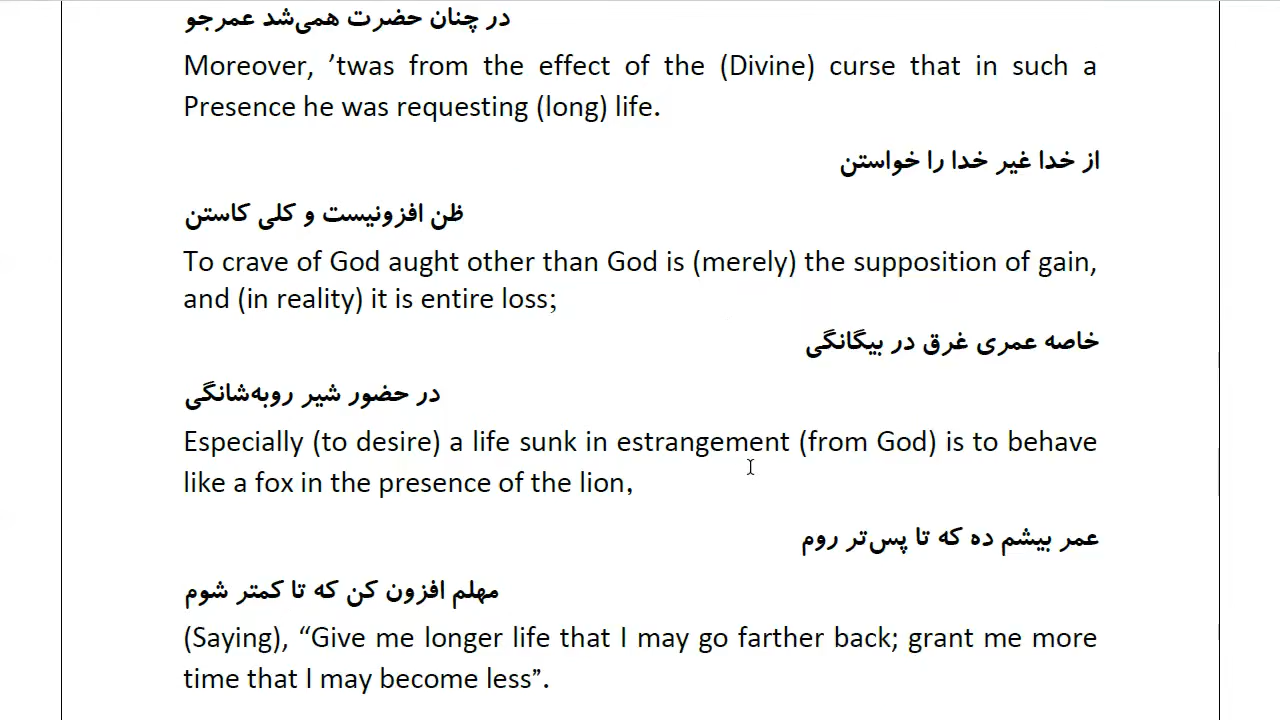 در چنان حضرت همی‌شد عمرجو
Moreover, ’twas from the effect of the (Divine) curse that in such a
Presence he was requesting (long) life.
از خدا غیر خدا را خواستن
ظن افزونیست و کلی کاستن
To crave of God aught other than God is (merely) the supposition of gain,
and (in reality) it is entire loss;
خاصه عمری غرق در بیگانگی
در حضور شیر روبه‌شانگی
Especially (to desire) a life sunk in estrangement (from God) is to behave
like a fox in the presence of the lion,
عمر بیشم ده که تا پس‌تر روم
مهلم افزون کن که تا کمتر شوم
(Saying), “Give me longer life that I may go farther back; grant me more
time that I may become less”.